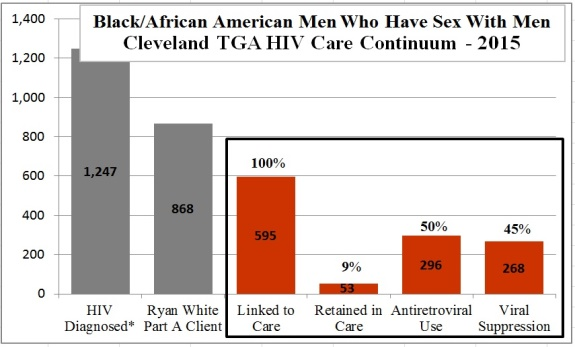 Black/African American Men Who Have Sex With Men
Cleveland TGA HIV Care Continuum - 2015
1,400
1,200
1,000
800
600
400
200
0
1,247
868
100%
595
9%
53
50%
296
45%
268
HIV
Diagnosed*
Ryan White
Part A Client
Linked to
Care
Retained in
Care
Antiretroviral
Use
Viral
Suppression